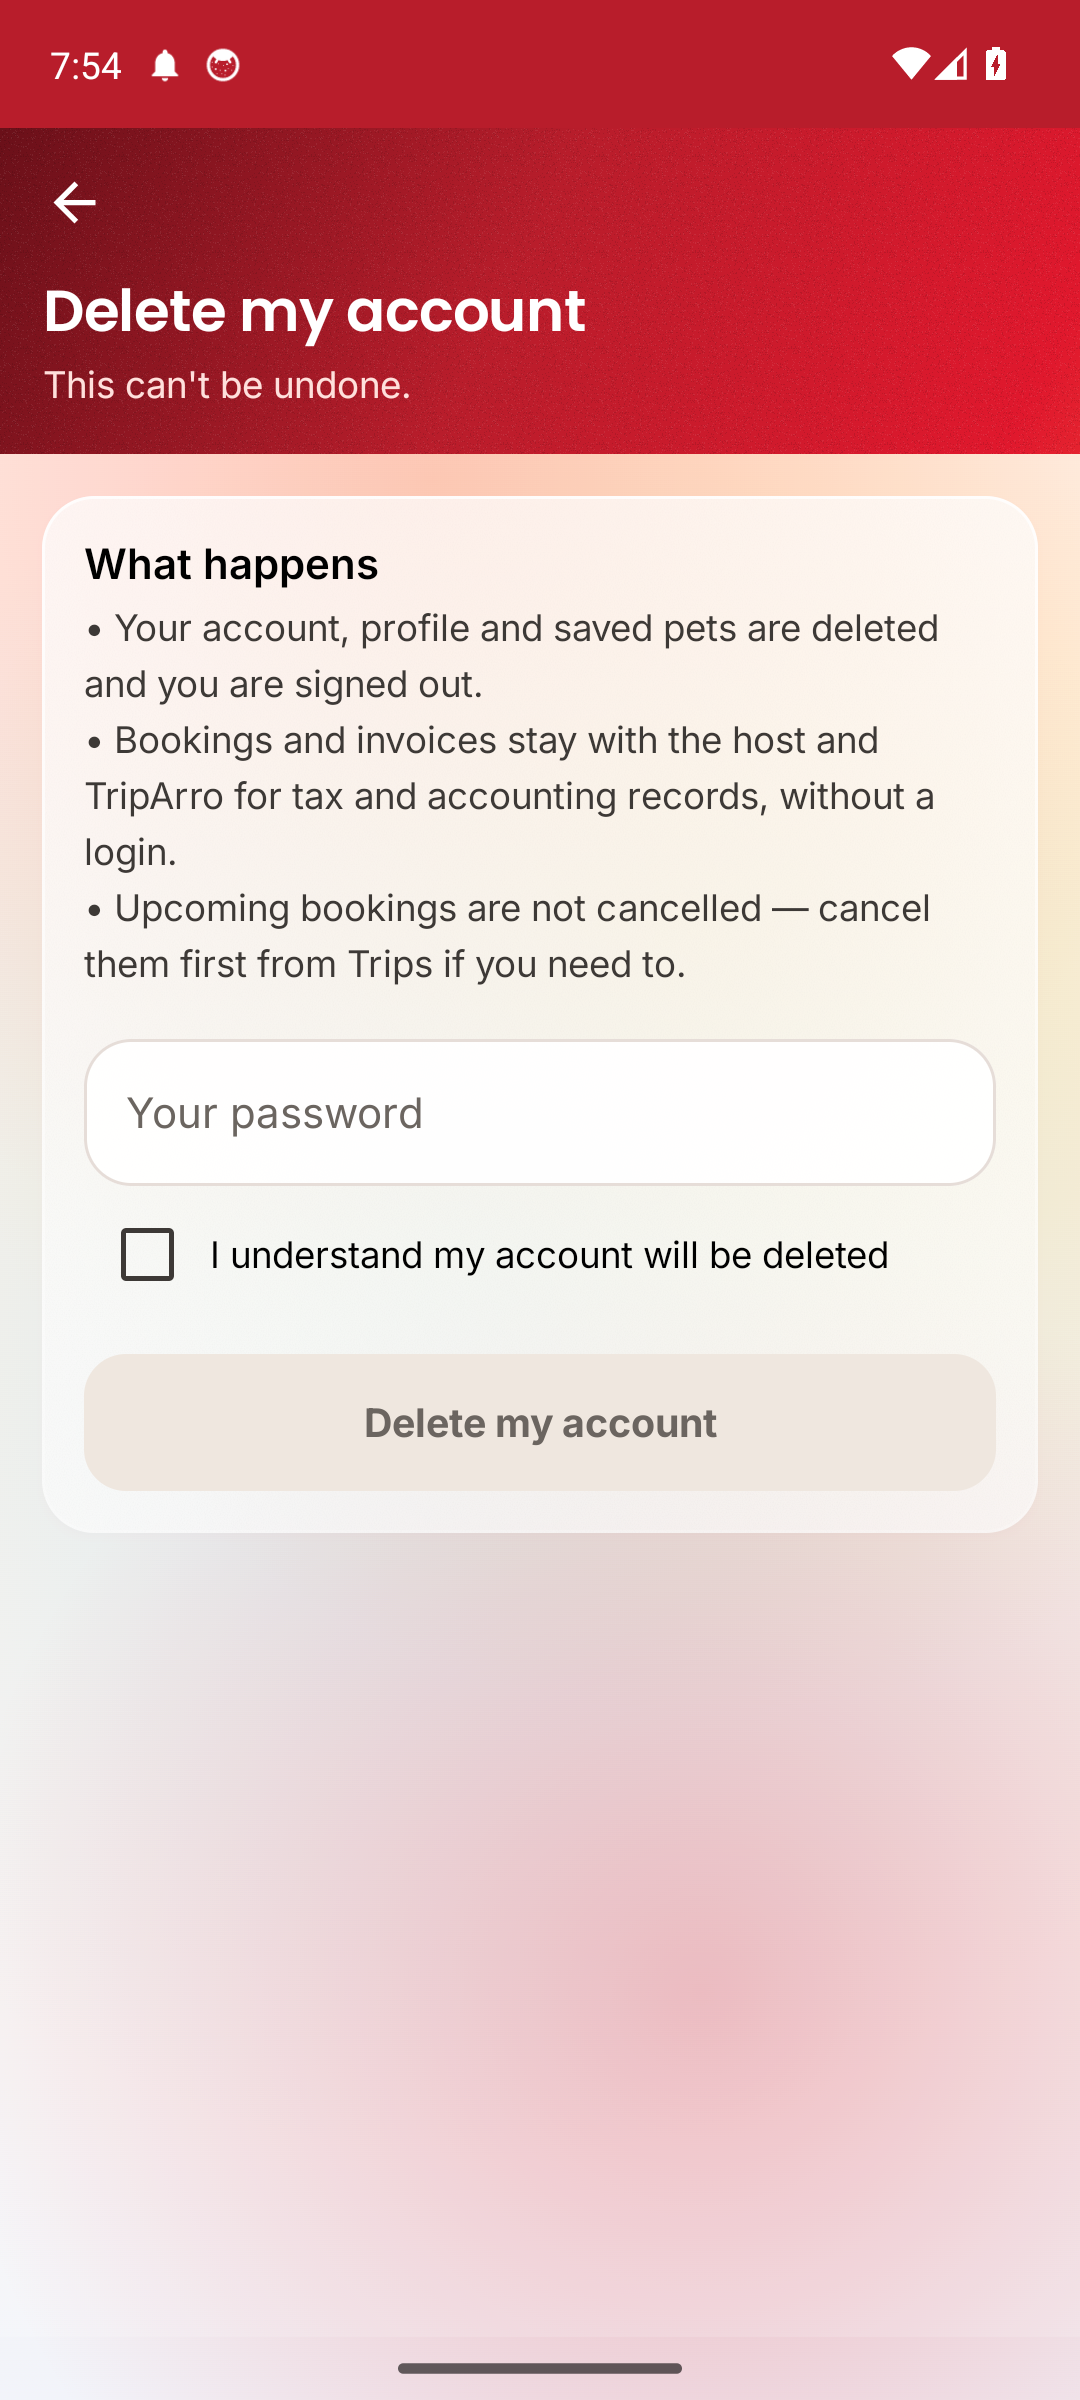 7:54
Delete my account
This can't be undone.
What happens
• Your account, profile and saved pets are deleted
and you are signed out.
• Bookings and invoices stay with the host and
TripArro for tax and accounting records, without a
login.
• Upcoming bookings are not cancelled — cancel
them first from Trips if you need to.
Your password
I understand my account will be deleted
Delete my account